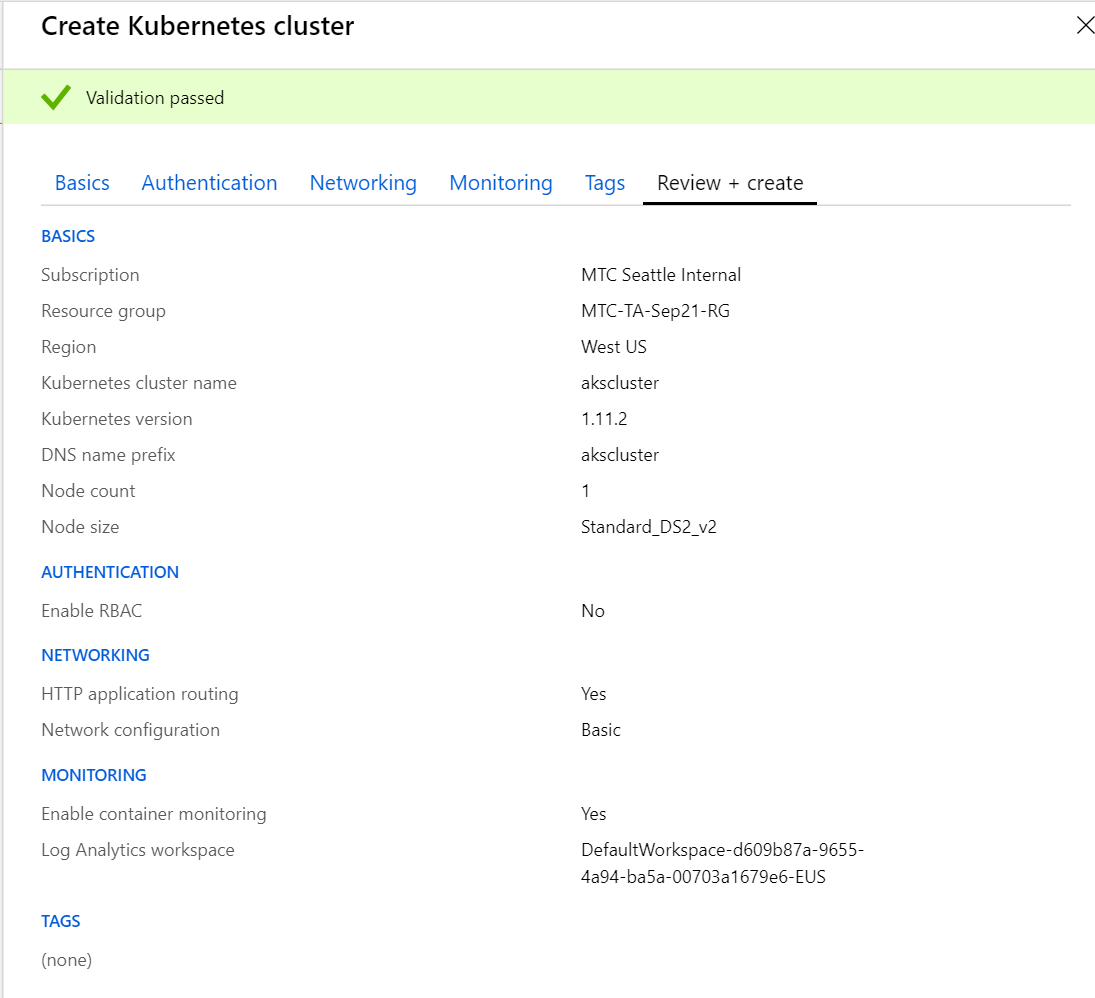 Create Kubernetes cluster
Validation passed
Basics Authentication Networking Monitoring Tags Review + create
BASICS
Subscription MTC Seattle Internal
Resource group MTC-TA-Sep21-RG
Region West US
Kubernetes cluster name akscluster
Kubernetes version 1.11.2
DNS name prefix akscluster
Node count 1
Node size Standard_DS2_v2
AUTHENTICATION
Enable RBAC No
NETWORKING
HTTP application routing Yes
Network configuration Basic
MONITORING
Enable container monitoring Yes
Log Analytics workspace DefaultWorkspace-d609b87a-9655-
4a94-ba5a-00703a1679e6-EUS
TAGS
(none)